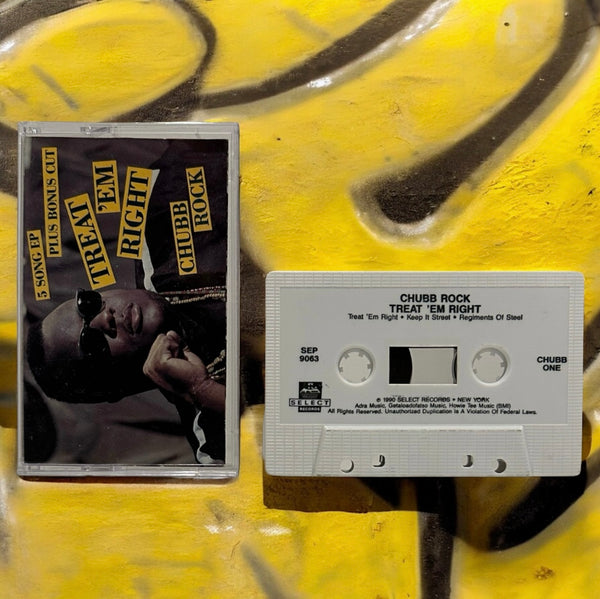 5 SONG EP
PLUS BONUS CUT
TREAT
'EM
RIGHT
CHUBB
ROCK
CHUBB ROCK
TREAT 'EM RIGHT
Treat 'Em Right • Keep It Street • Regiments Of Steel
SEP
9063
CHUBB
ONE
SELECT
RECORDS
℗ 1990 SELECT RECORDS • NEW YORK
Adra Music, Getaloadofatso Music, Howie Tee Music (BMI)
All Rights Reserved. Unauthorized Duplication Is A Violation Of Federal Laws.